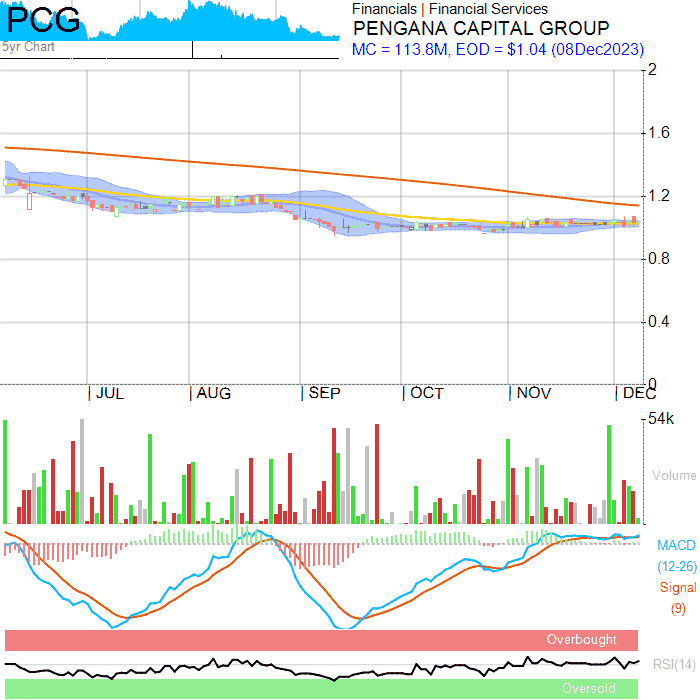 PCG
5yr Chart
Financials | Financial Services
PENGANA CAPITAL GROUP
MC = 113.8M, EOD = $1.04 (08Dec2023)
2
1.6
1.2
0.8
0.4
0
JUL AUG SEP OCT NOV DEC
54k
Volume
MACD
(12-26)
Signal
(9)
Overbought
RSI(14)
Oversold